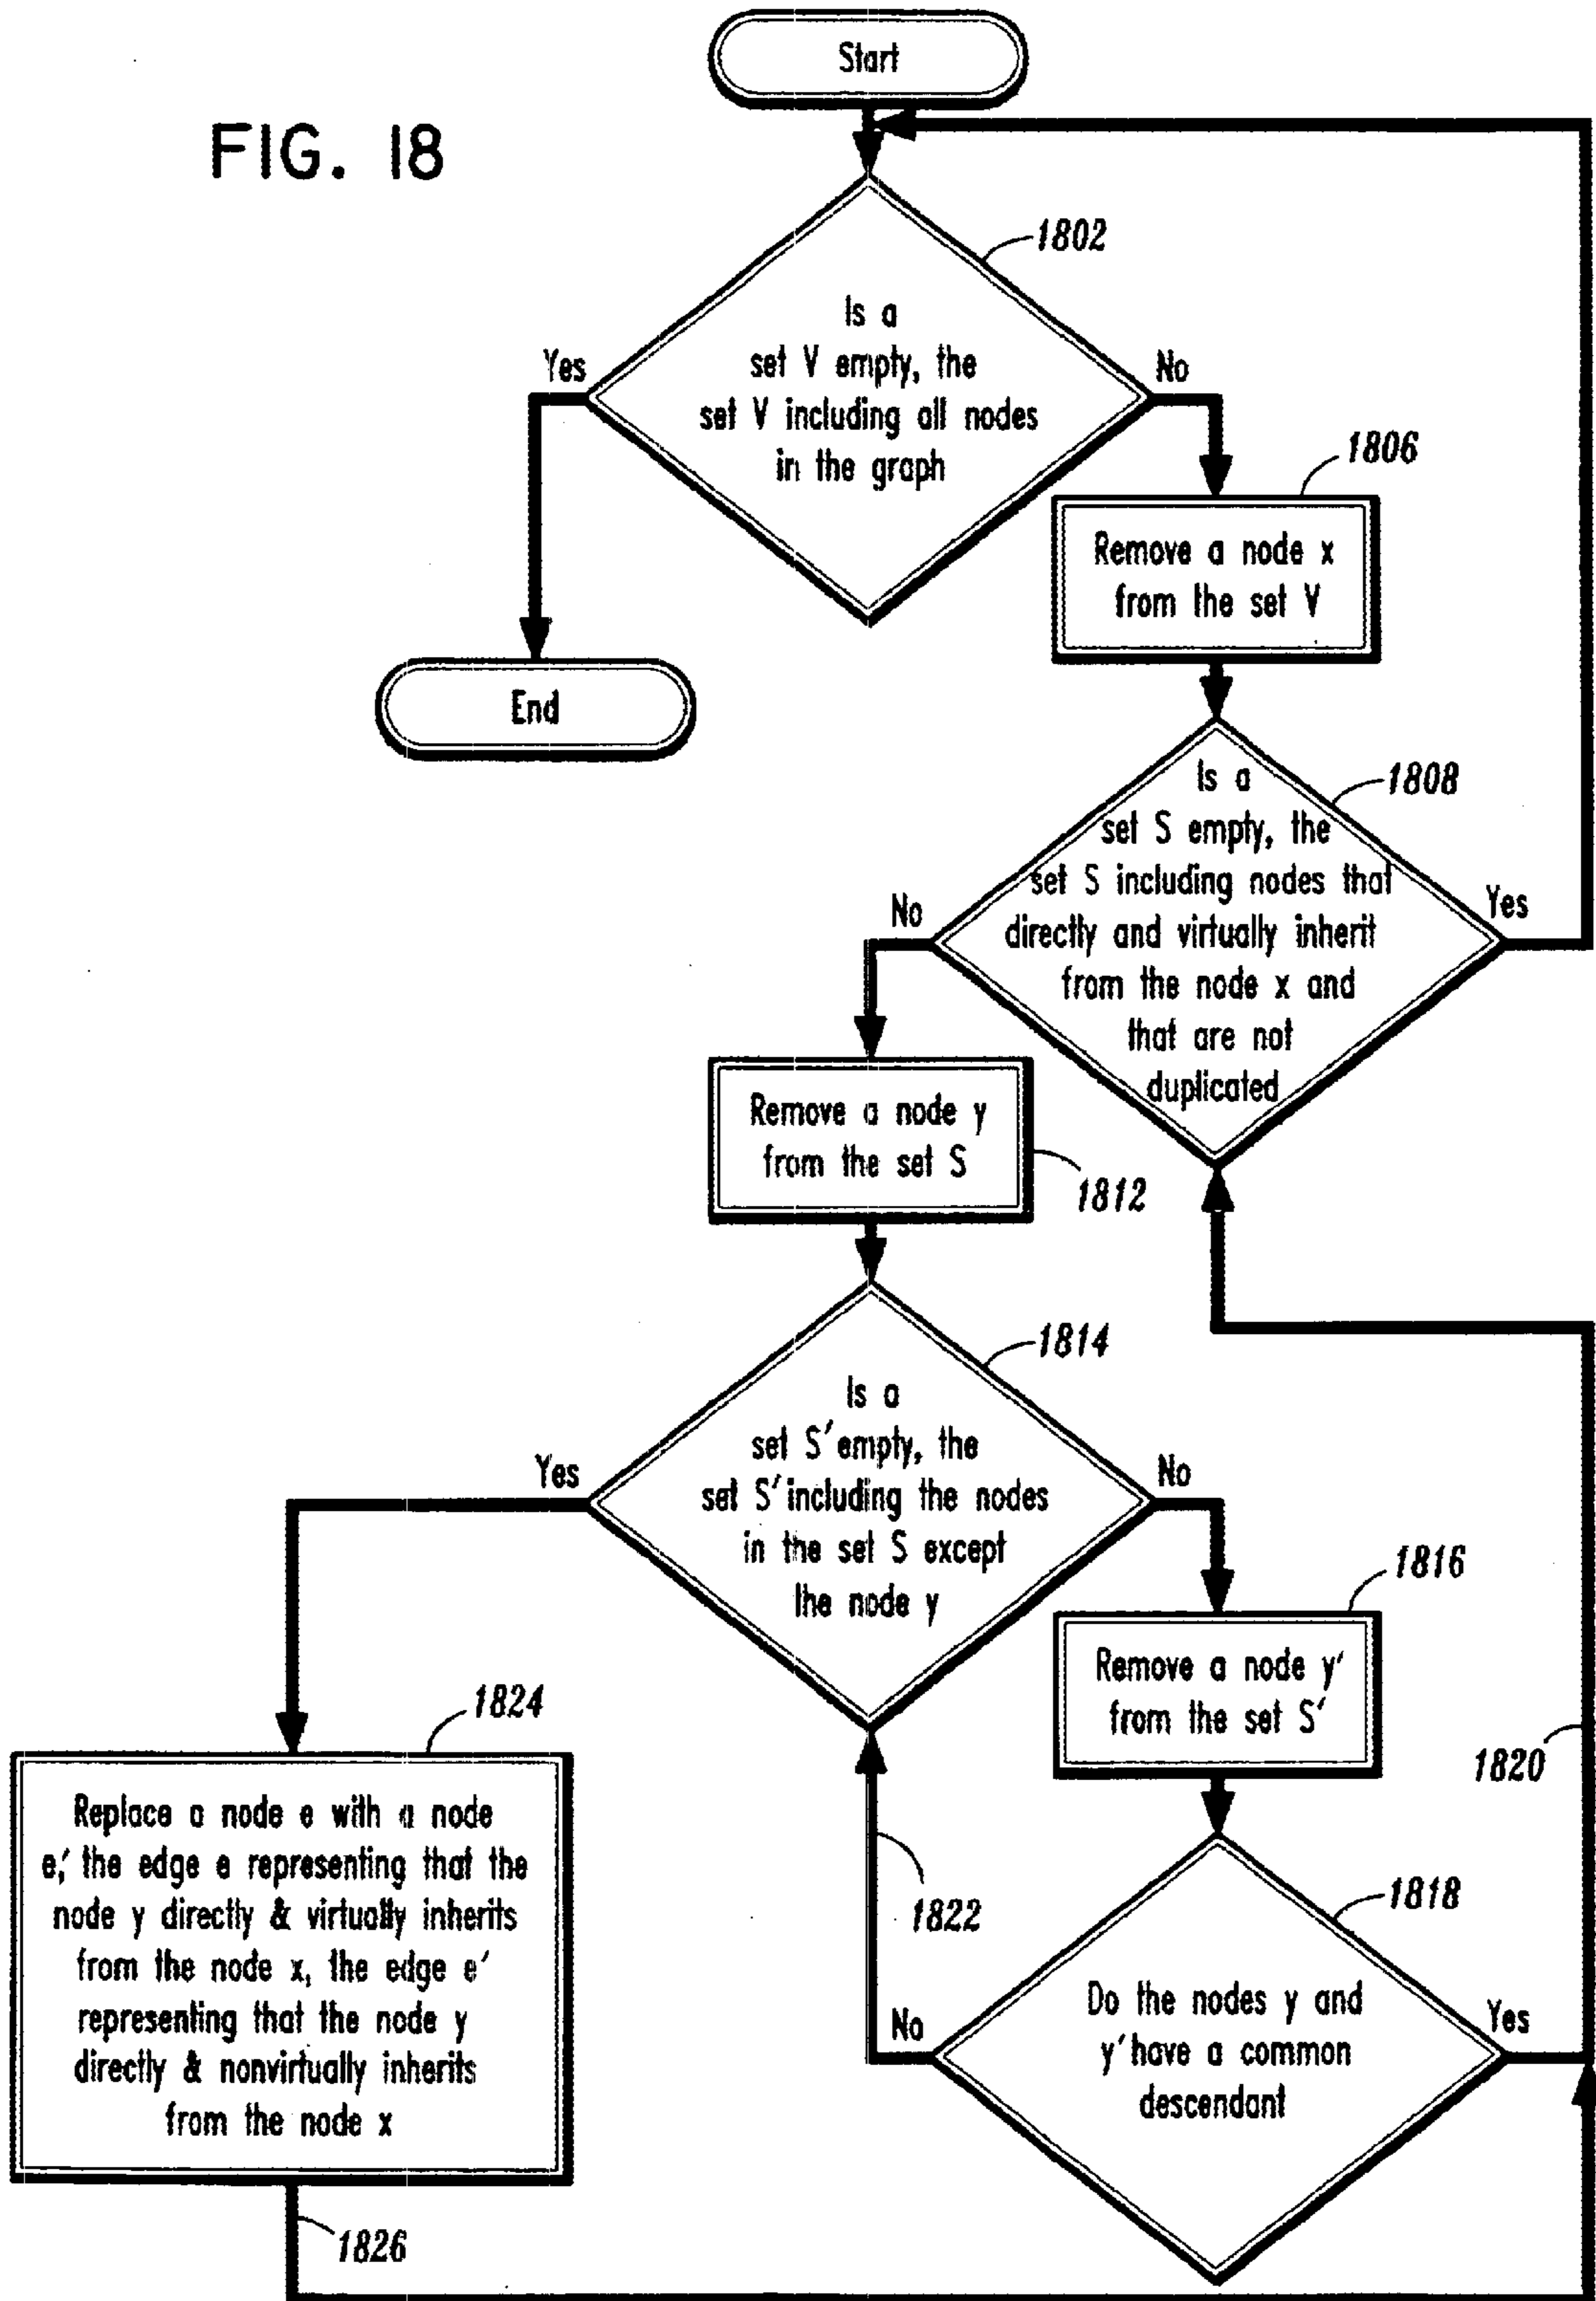 Start
FIG. 18
1802
Is a
set V empty, the
set V including all nodes
in the graph
Yes
No
1806
Remove a node x
from the set V
End
1808
Is a
set S empty, the
set S including nodes that
directly and virtually inherit
from the node x and
that are not
duplicated
No
Yes
Remove a node y
from the set S
1812
1814
Is a
set S' empty, the
set S' including the nodes
in the set S except
the node y
Yes
No
1816
Remove a node y'
from the set S'
1820
1824
Replace a node e with a node
e,' the edge e representing that the
node y directly & virtually inherits
from the node x, the edge e'
representing that the node y
directly & nonvirtually inherits
from the node x
1822
1818
Do the nodes y and
y' have a common
descendant
No
Yes
1826